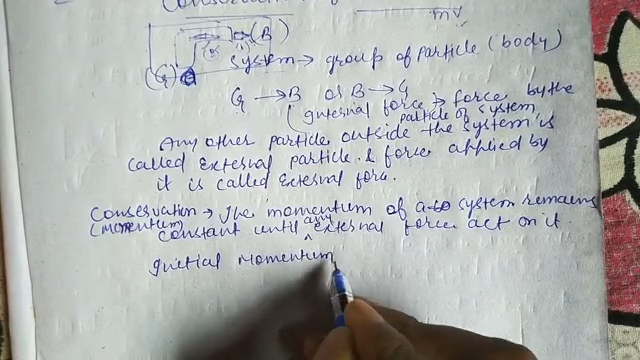 mv
(B)
(G)
system → group of particle (body)
G → B or B → G
Internal force → force by the
particle of system
Any other particle outside the system is
called External particle & force applied by
it is called External force.
Conservation → The momentum of a system remains
(momentum) constant until any external force act on it.
Initial momentum